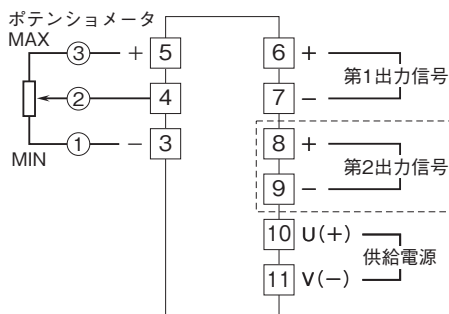 ポテンショメータ
MAX
③ + 5
② 4
① − 3
MIN
6 +
7 −
第1出力信号
8 +
9 −
第2出力信号
10 U(+)
11 V(−)
供給電源